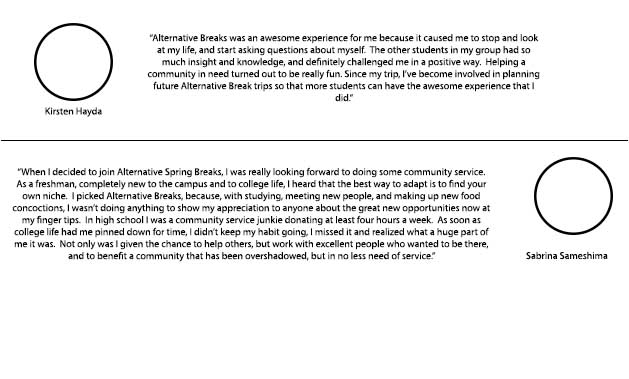 “Alternative Breaks was an awesome experience for me because it caused me to stop and look
at my life, and start asking questions about myself.  The other students in my group had so
much insight and knowledge, and definitely challenged me in a positive way.  Helping a
community in need turned out to be really fun. Since my trip, I’ve become involved in planning
future Alternative Break trips so that more students can have the awesome experience that I
did.”
Kirsten Hayda
“When I decided to join Alternative Spring Breaks, I was really looking forward to doing some community service.
As a freshman, completely new to the campus and to college life, I heard that the best way to adapt is to find your
own niche.  I picked Alternative Breaks, because, with studying, meeting new people, and making up new food
concoctions, I wasn’t doing anything to show my appreciation to anyone about the great new opportunities now at
my finger tips.  In high school I was a community service junkie donating at least four hours a week.  As soon as
college life had me pinned down for time, I didn’t keep my habit going, I missed it and realized what a huge part of
me it was.  Not only was I given the chance to help others, but work with excellent people who wanted to be there,
and to benefit a community that has been overshadowed, but in no less need of service.”
Sabrina Sameshima